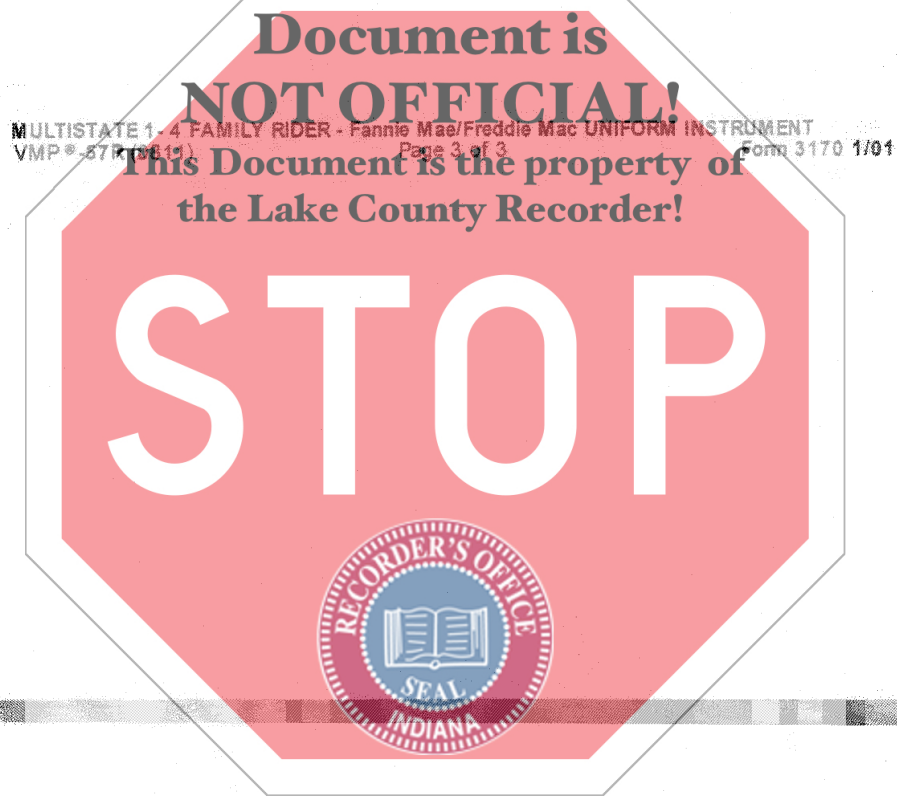 Document is
NOT OFFICIAL!
MULTISTATE 1 - 4 FAMILY RIDER - Fannie Mae/Freddie Mac UNIFORM INSTRUMENT
VMP ® -57R Page 3 of 3 Form 3170 1/01
This Document is the property of
the Lake County Recorder!
STOP
RECORDER'S OFFICE
SEAL
INDIANA